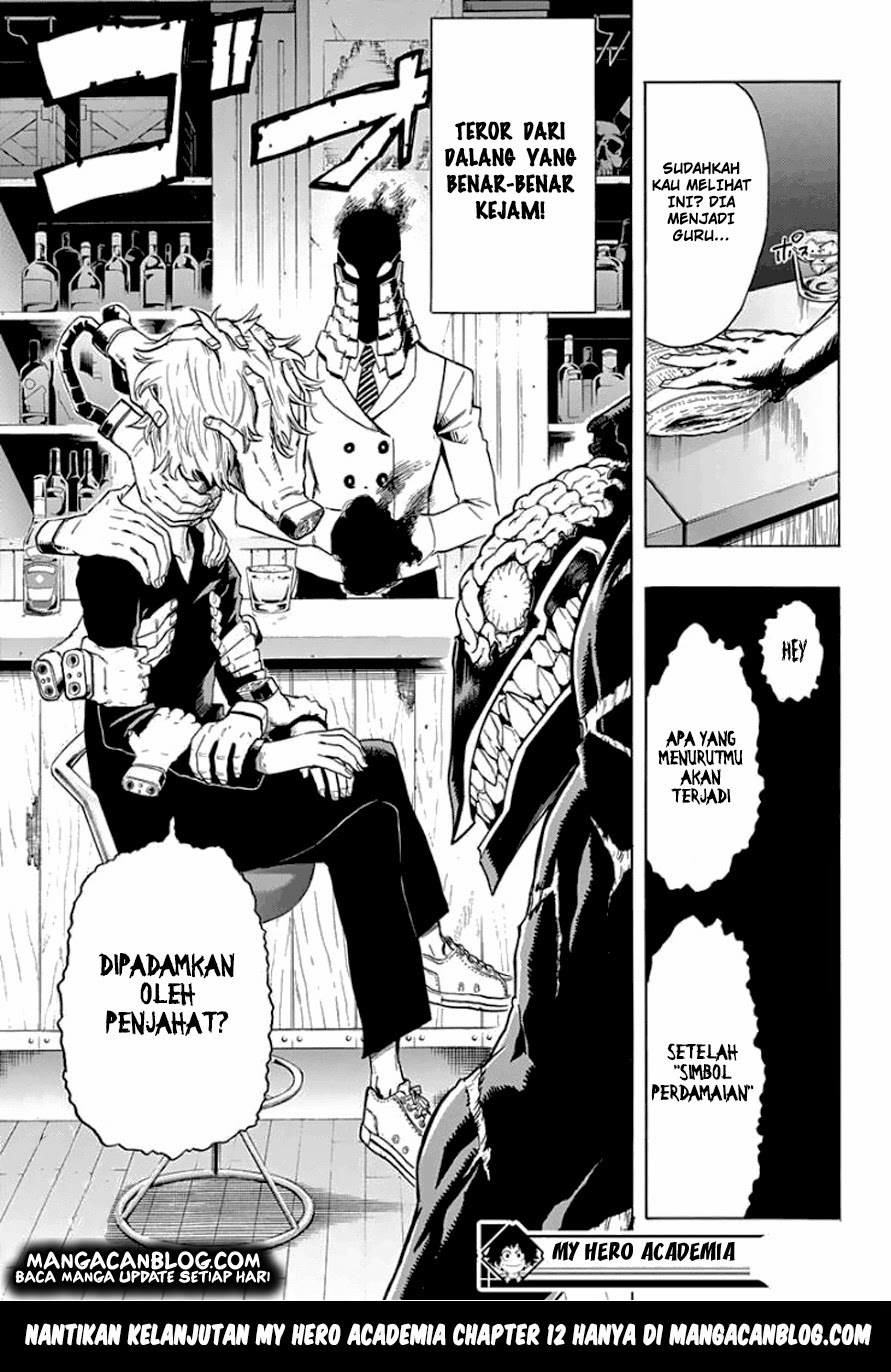 SUDAHKAH
KAU MELIHAT
INI? DIA
MENJADI
GURU...
HEY
APA YANG
MENURUTMU
AKAN
TERJADI
SETELAH
"SIMBOL
PERDAMAIAN"
TEROR DARI
DALANG YANG
BENAR-BENAR
KEJAM!
ゴオ
DIPADAMKAN
OLEH
PENJAHAT?
MY HERO ACADEMIA
MANGACANBLOG.COM
BACA MANGA UPDATE SETIAP HARI
NANTIKAN KELANJUTAN MY HERO ACADEMIA CHAPTER 12 HANYA DI MANGACANBLOG.COM